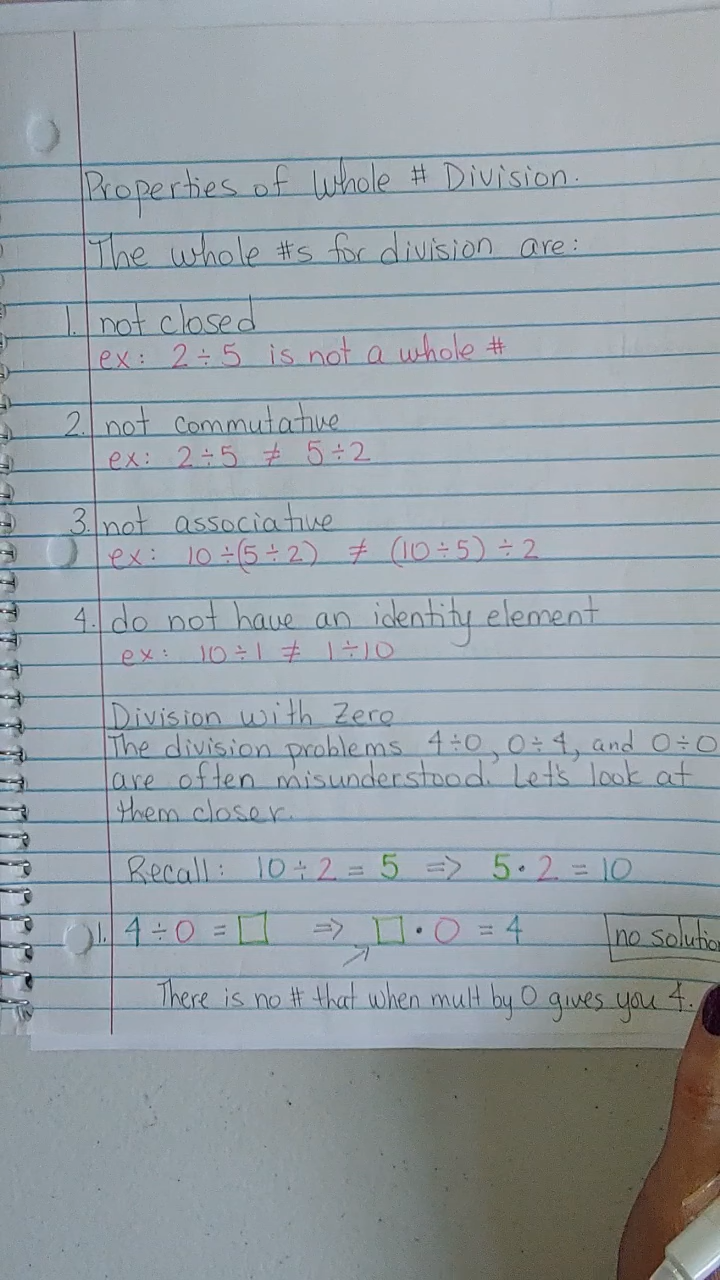 Properties of Whole # Division.
The whole #s for division are:
1. not closed
ex: 2÷5 is not a whole #
2. not commutative
ex: 2÷5 ≠ 5÷2
3. not associative
ex: 10÷(5÷2) ≠ (10÷5)÷2
4. do not have an identity element
ex: 10÷1 ≠ 1÷10
Division with Zero
The division problems 4÷0, 0÷4, and 0÷0
are often misunderstood. Let's look at
them closer.
Recall: 10÷2=5 => 5·2=10
1. 4÷0=□ => □·0=4 no solutio
There is no # that when mult by 0 gives you 4.